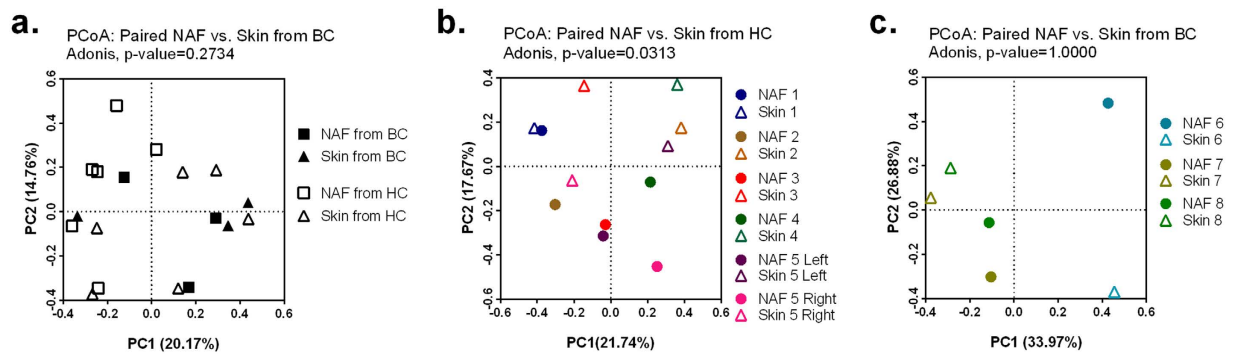 a.
PCoA: Paired NAF vs. Skin from BC
Adonis, p-value=0.2734
0.6
0.4
0.2
0.0
-0.2
-0.4
PC2 (14.76%)
-0.4 -0.2 0.0 0.2 0.4 0.6
PC1 (20.17%)
NAF from BC
Skin from BC
NAF from HC
Skin from HC
b.
PCoA: Paired NAF vs. Skin from HC
Adonis, p-value=0.0313
0.4
0.2
0.0
-0.2
-0.4
-0.6
PC2 (17.67%)
-0.6 -0.4 -0.2 0.0 0.2 0.4 0.6
PC1(21.74%)
NAF 1
Skin 1
NAF 2
Skin 2
NAF 3
Skin 3
NAF 4
Skin 4
NAF 5 Left
Skin 5 Left
NAF 5 Right
Skin 5 Right
c.
PCoA: Paired NAF vs. Skin from BC
Adonis, p-value=1.0000
0.6
0.4
0.2
0.0
-0.2
-0.4
PC2 (26.88%)
-0.4 -0.2 0.0 0.2 0.4 0.6
PC1 (33.97%)
NAF 6
Skin 6
NAF 7
Skin 7
NAF 8
Skin 8